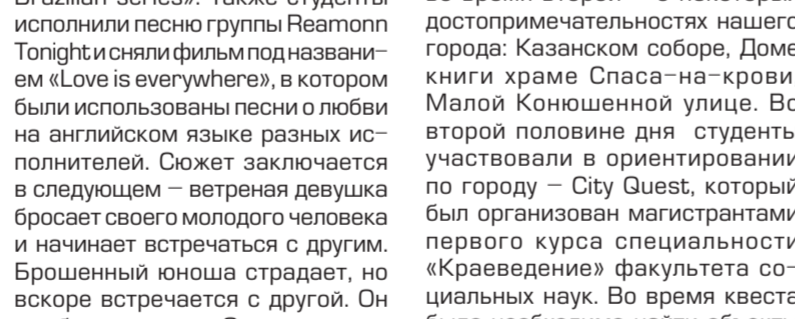 Brazilian series». Также студенты
исполнили песню группы Reamonn
Tonight и сняли фильм под названи-
ем «Love is everywhere», в котором
были использованы песни о любви
на английском языке разных ис-
полнителей. Сюжет заключается
в следующем – ветреная девушка
бросает своего молодого человека
и начинает встречаться с другим.
Брошенный юноша страдает, но
вскоре встречается с другой. Он
достопримечательностях нашего
города: Казанском соборе, Доме
книги храме Спаса-на-крови
Малой Конюшенной улице. Во
второй половине дня студенты
участвовали в ориентировании
по городу – City Quest, который
был организован магистрантами
первого курса специальности
«Краеведение» факультета со-
циальных наук. Во время квеста